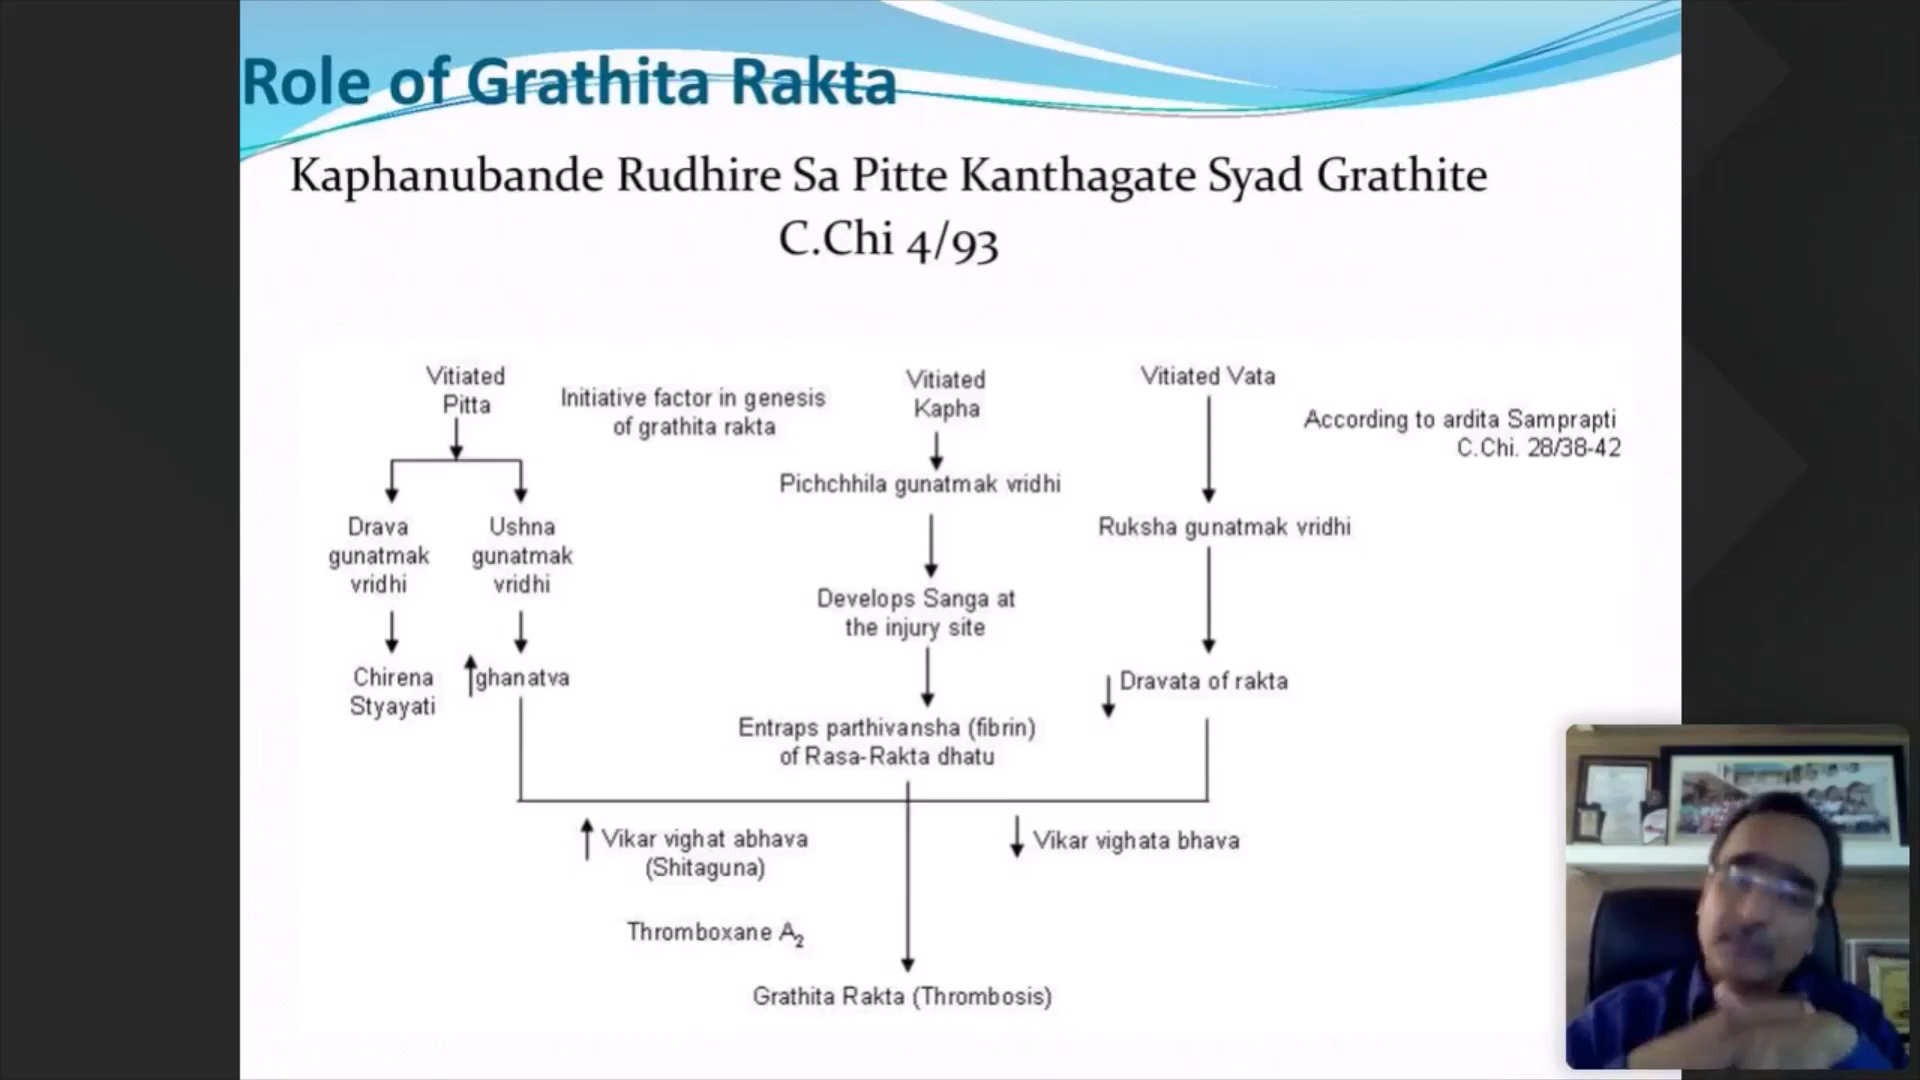 Role of Grathita Rakta
Kaphanubande Rudhire Sa Pitte Kanthagate Syad Grathite
C.Chi 4/93
Vitiated
Pitta
Initiative factor in genesis
of grathita rakta
Vitiated
Kapha
Vitiated Vata
According to ardita Samprapti
C.Chi. 28/38-42
Pichchhila gunatmak vridhi
Drava
gunatmak
vridhi
Ushna
gunatmak
vridhi
Ruksha gunatmak vridhi
Develops Sanga at
the injury site
Chirena
Styayati
ghanatva
Dravata of rakta
Entraps parthivansha (fibrin)
of Rasa-Rakta dhatu
Vikar vighat abhava
(Shitaguna)
Vikar vighata bhava
Thromboxane A2
Grathita Rakta (Thrombosis)